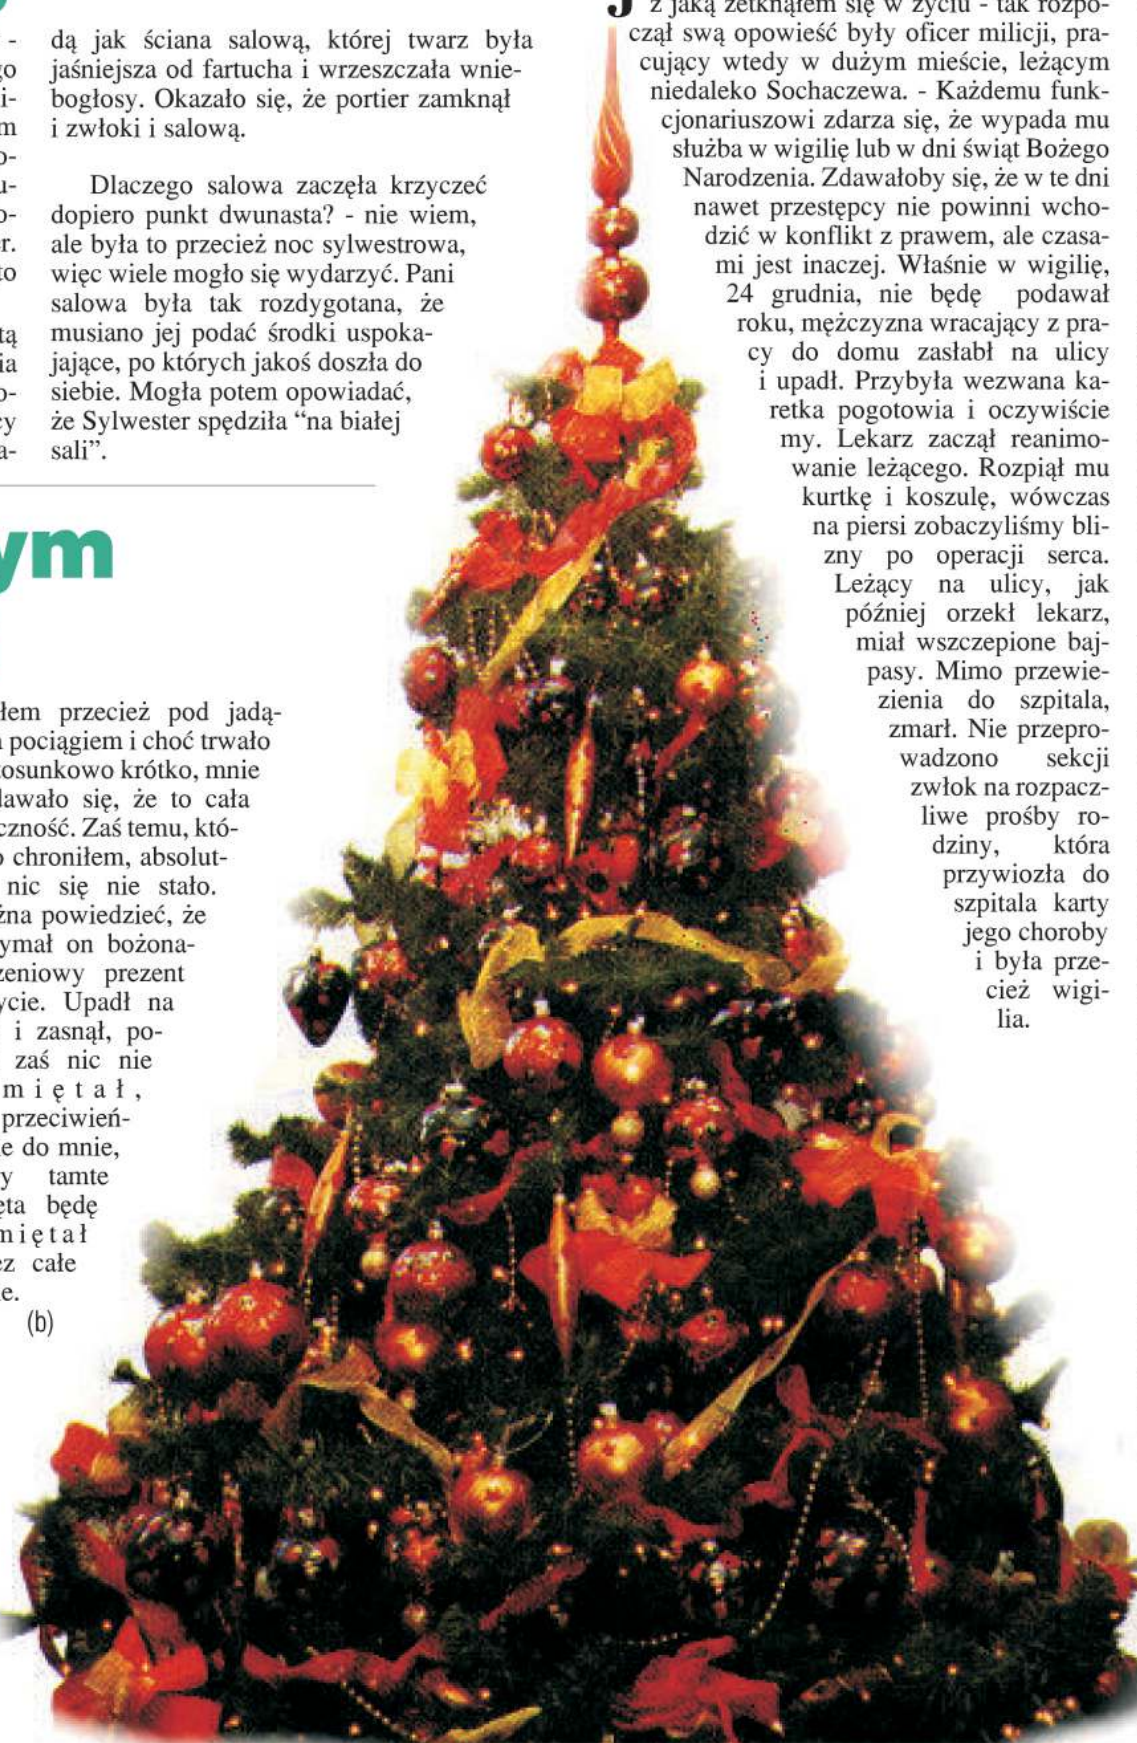 dą jak ściana salową, której twarz była
jaśniejsza od fartucha i wrzeszczała wnie-
bogłosy. Okazało się, że portier zamknął
i zwłoki i salową.
Dlaczego salowa zaczęła krzyczeć
dopiero punkt dwunasta? - nie wiem,
ale była to przecież noc sylwestrowa,
więc wiele mogło się wydarzyć. Pani
salowa była tak rozdygotana, że
musiano jej podać środki uspoka-
jające, po których jakoś doszła do
siebie. Mogła potem opowiadać,
że Sylwester spędziła “na białej
sali”.
ym
łem przecież pod jadą-
pociągiem i choć trwało
tosunkowo krótko, mnie
dawało się, że to cała
czność. Zaś temu, któ-
chroniłem, absolut-
nic się nie stało.
żna powiedzieć, że
ymał on bożona-
zeniowy prezent
ycie. Upadł na
i zasnął, po-
zaś nic nie
miętał,
przeciwień-
e do mnie,
y tamte
ęta będę
miętał
ez całe
e.
(b)
z jaką zetknąłem się w życiu - tak rozpo-
czął swą opowieść były oficer milicji, pra-
cujący wtedy w dużym mieście, leżącym
niedaleko Sochaczewa. - Każdemu funk-
cjonariuszowi zdarza się, że wypada mu
służba w wigilię lub w dni świąt Bożego
Narodzenia. Zdawałoby się, że w te dni
nawet przestępcy nie powinni wcho-
dzić w konflikt z prawem, ale czasa-
mi jest inaczej. Właśnie w wigilię,
24 grudnia, nie będę podawał
roku, mężczyzna wracający z pra-
cy do domu zasłabł na ulicy
i upadł. Przybyła wezwana ka-
retka pogotowia i oczywiście
my. Lekarz zaczął reanimo-
wanie leżącego. Rozpiął mu
kurtkę i koszulę, wówczas
na piersi zobaczyliśmy bli-
zny po operacji serca.
Leżący na ulicy, jak
później orzekł lekarz,
miał wszczepione baj-
pasy. Mimo przewie-
zienia do szpitala,
zmarł. Nie przepro-
wadzono sekcji
zwłok na rozpacz-
liwe prośby ro-
dziny, która
przywiozła do
szpitala karty
jego choroby
i była prze-
cież wigi-
lia.